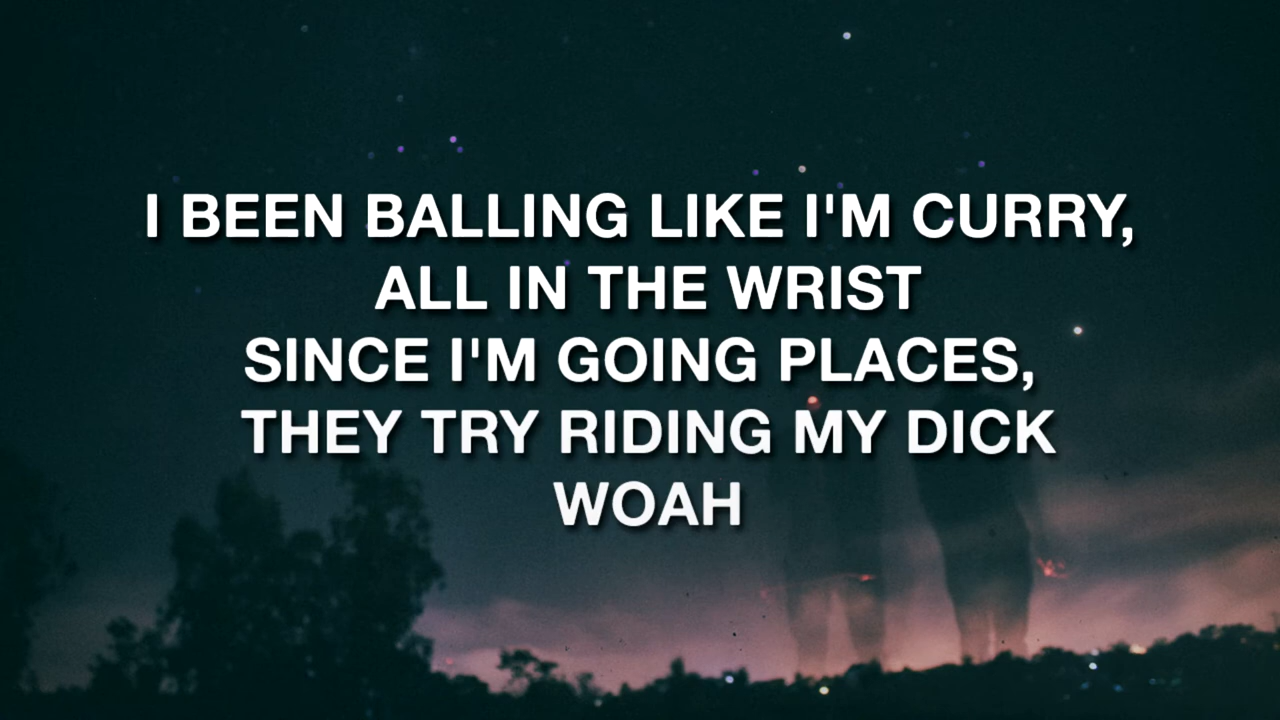 I BEEN BALLING LIKE I'M CURRY,
ALL IN THE WRIST
SINCE I'M GOING PLACES,
THEY TRY RIDING MY DICK
WOAH